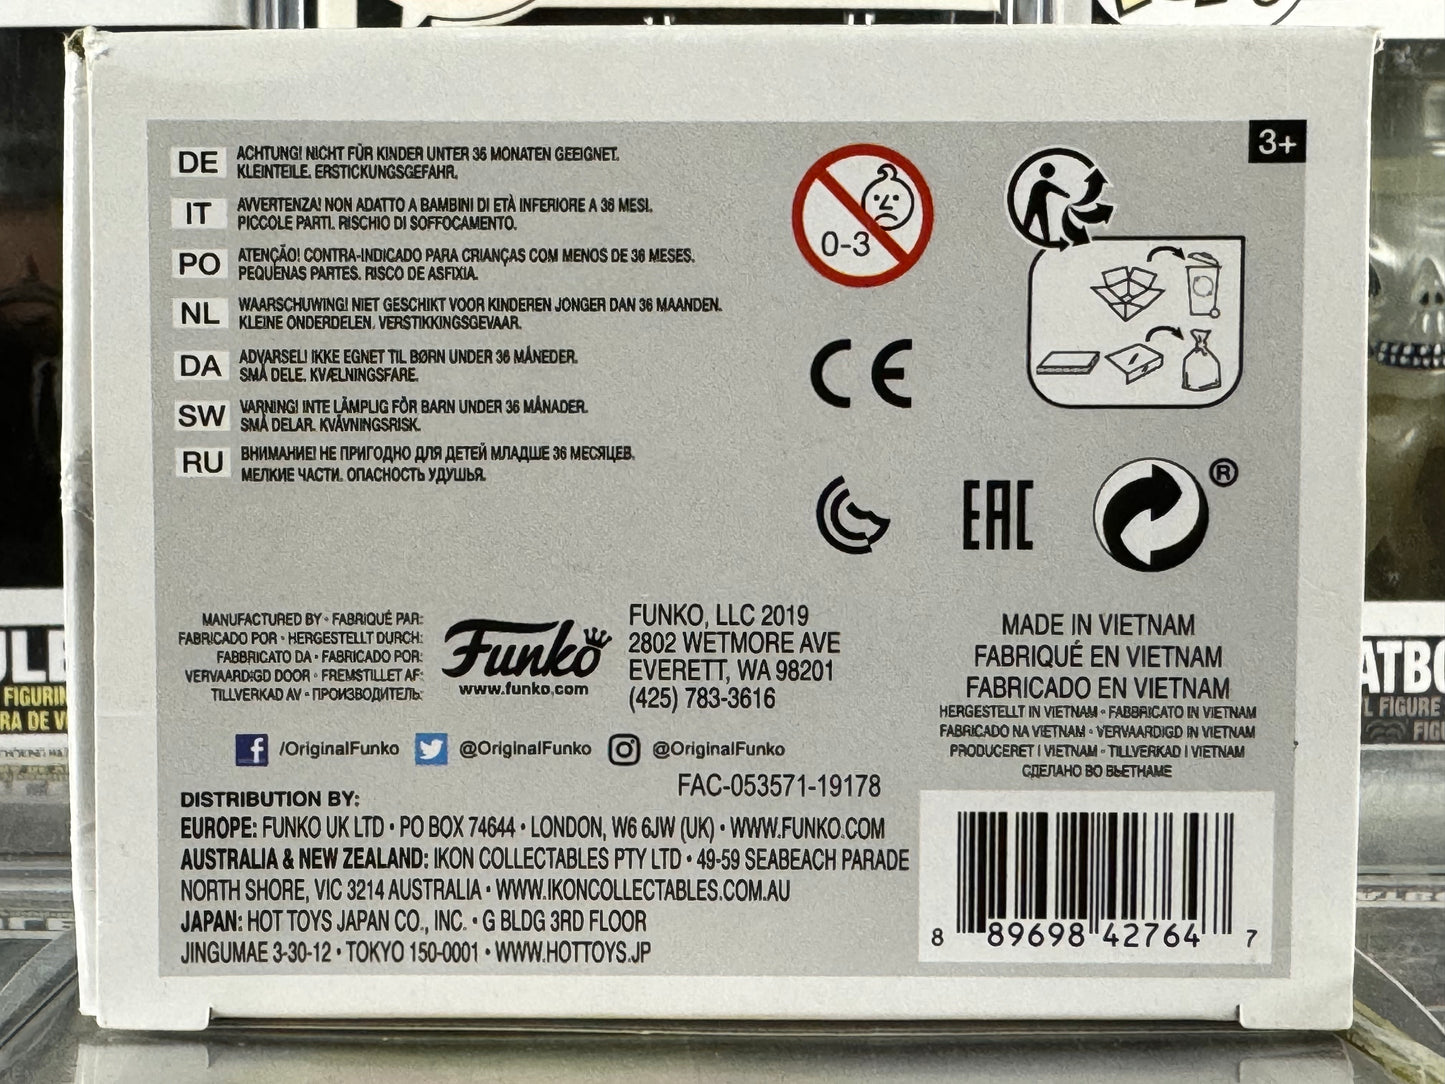 3+
DE ACHTUNG! NICHT FÜR KINDER UNTER 36 MONATEN GEEIGNET.
KLEINTEILE. ERSTICKUNGSGEFAHR.
IT AVVERTENZA! NON ADATTO A BAMBINI DI ETÀ INFERIORE A 36 MESI.
PICCOLE PARTI. RISCHIO DI SOFFOCAMENTO.
PO ATENÇÃO! CONTRA-INDICADO PARA CRIANÇAS COM MENOS DE 36 MESES.
PEQUENAS PARTES. RISCO DE ASFIXIA.
NL WAARSCHUWING! NIET GESCHIKT VOOR KINDEREN JONGER DAN 36 MAANDEN.
KLEINE ONDERDELEN. VERSTIKKINGSGEVAAR.
DA ADVARSEL! IKKE EGNET TIL BØRN UNDER 36 MÅNEDER.
SMÅ DELE. KVÆLNINGSFARE.
SW VARNING! INTE LÄMPLIG FÖR BARN UNDER 36 MÅNADER.
SMÅ DELAR. KVÄVNINGSRISK.
RU ВНИМАНИЕ! НЕ ПРИГОДНО ДЛЯ ДЕТЕЙ МЛАДШЕ 36 МЕСЯЦЕВ.
МЕЛКИЕ ЧАСТИ. ОПАСНОСТЬ УДУШЬЯ.
0-3
CE
EAC
®
MANUFACTURED BY • FABRIQUÉ PAR:
FABRICADO POR • HERGESTELLT DURCH:
FABBRICATO DA • FABRICADO POR:
VERVAARDIGD DOOR • FREMSTILLET AF:
TILLVERKAD AV • ПРОИЗВОДИТЕЛЬ:
Funko
www.funko.com
FUNKO, LLC 2019
2802 WETMORE AVE
EVERETT, WA 98201
(425) 783-3616
MADE IN VIETNAM
FABRIQUÉ EN VIETNAM
FABRICADO EN VIETNAM
HERGESTELLT IN VIETNAM • FABBRICATO IN VIETNAM
FABRICADO NA VIETNAM • VERVAARDIGD IN VIETNAM
PRODUCERET I VIETNAM • TILLVERKAD I VIETNAM
СДЕЛАНО ВО ВЬЕТНАМЕ
/OriginalFunko @OriginalFunko @OriginalFunko
FAC-053571-19178
DISTRIBUTION BY:
EUROPE: FUNKO UK LTD • PO BOX 74644 • LONDON, W6 6JW (UK) • WWW.FUNKO.COM
AUSTRALIA & NEW ZEALAND: IKON COLLECTABLES PTY LTD • 49-59 SEABEACH PARADE
NORTH SHORE, VIC 3214 AUSTRALIA • WWW.IKONCOLLECTABLES.COM.AU
JAPAN: HOT TOYS JAPAN CO., INC. • G BLDG 3RD FLOOR
JINGUMAE 3-30-12 • TOKYO 150-0001 • WWW.HOTTOYS.JP
8 89698 42764 7
FIGURE